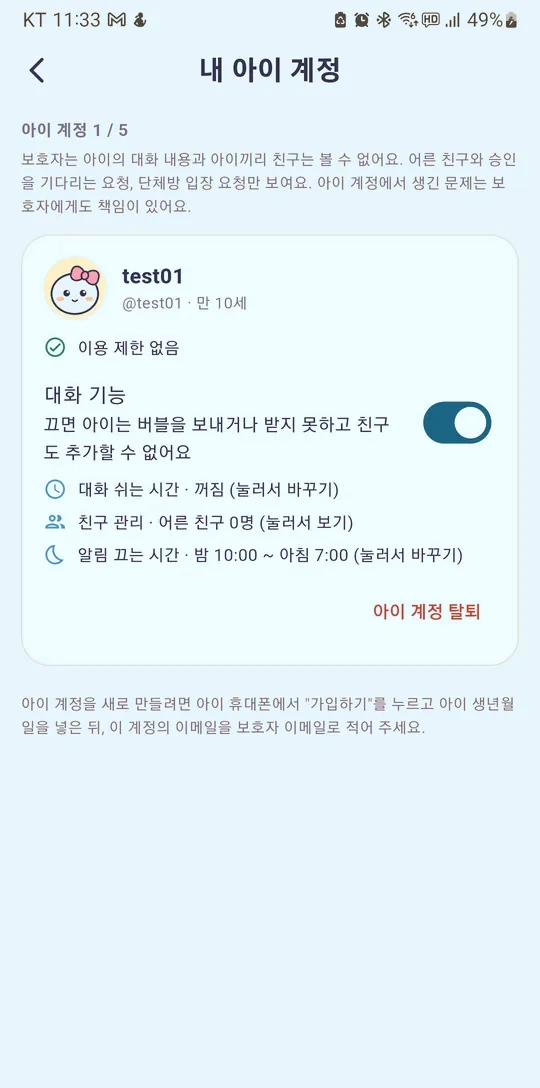 KT 11:33
HD 49%
내 아이 계정
아이 계정 1 / 5
보호자는 아이의 대화 내용과 아이끼리 친구는 볼 수 없어요. 어른 친구와 승인
을 기다리는 요청, 단체방 입장 요청만 보여요. 아이 계정에서 생긴 문제는 보
호자에게도 책임이 있어요.
test01
@test01 · 만 10세
이용 제한 없음
대화 기능
끄면 아이는 버블을 보내거나 받지 못하고 친구
도 추가할 수 없어요
대화 쉬는 시간 · 꺼짐 (눌러서 바꾸기)
친구 관리 · 어른 친구 0명 (눌러서 보기)
알림 끄는 시간 · 밤 10:00 ~ 아침 7:00 (눌러서 바꾸기)
아이 계정 탈퇴
아이 계정을 새로 만들려면 아이 휴대폰에서 "가입하기"를 누르고 아이 생년월
일을 넣은 뒤, 이 계정의 이메일을 보호자 이메일로 적어 주세요.